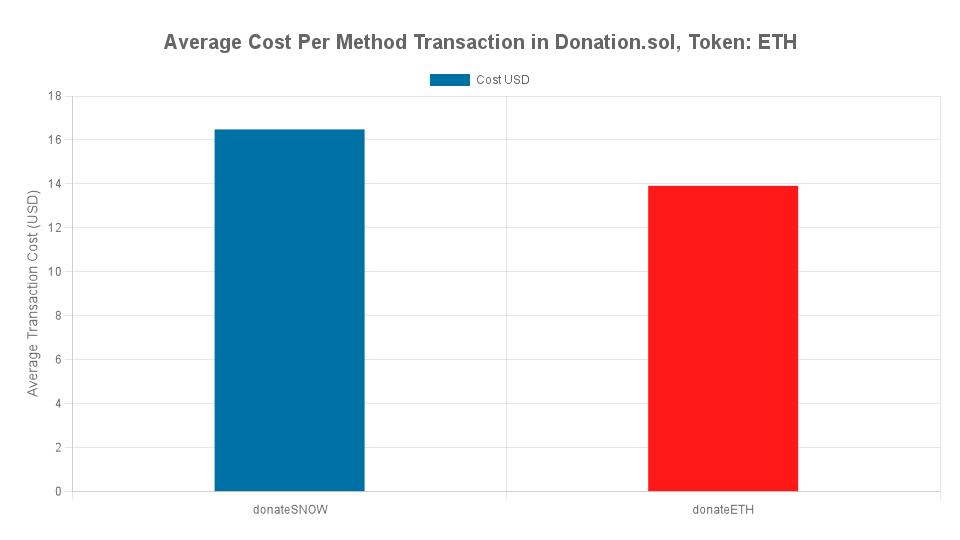 Average Cost Per Method Transaction in Donation.sol, Token: ETH
Cost USD
Average Transaction Cost (USD)
18
16
14
12
10
8
6
4
2
0
donateSNOW
donateETH